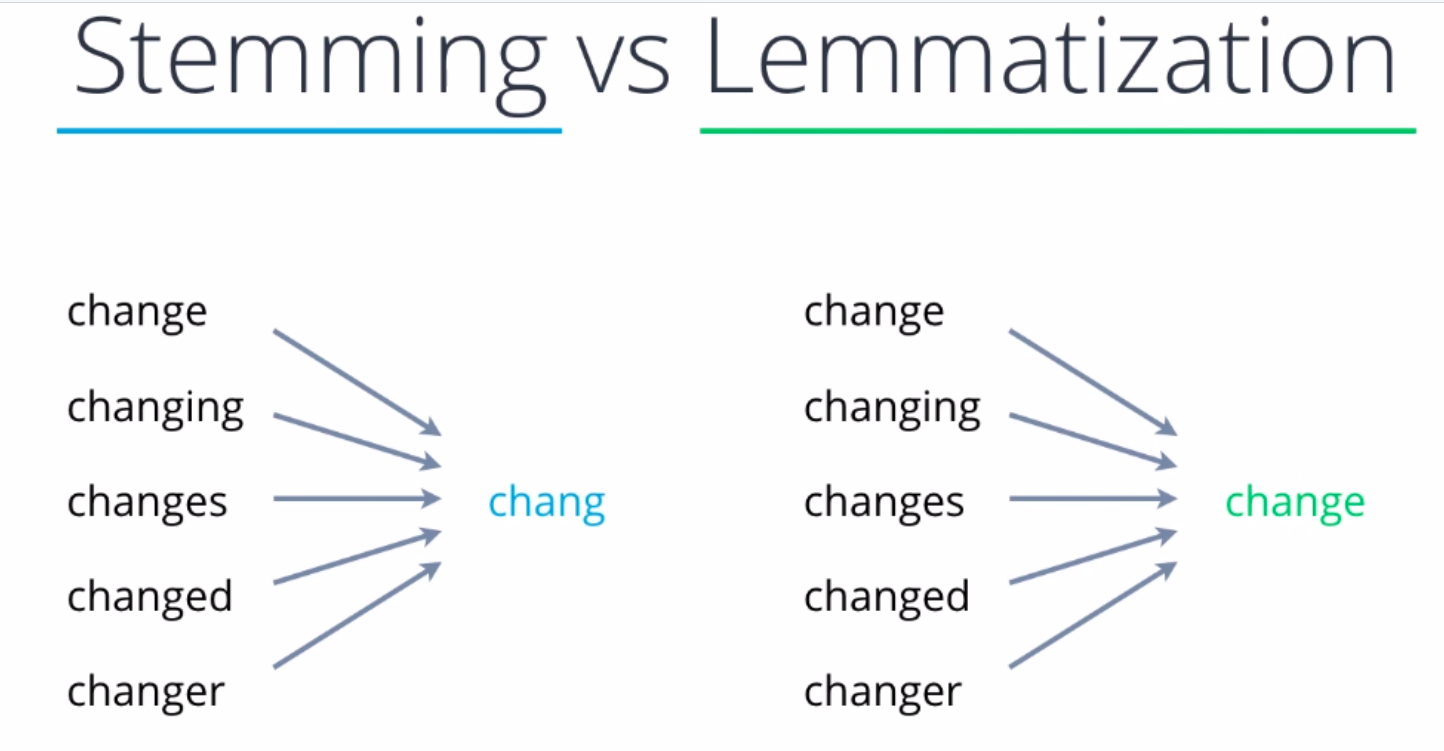 Stemming vs Lemmatization
change
changing
changes
changed
changer
chang
change
changing
changes
changed
changer
change